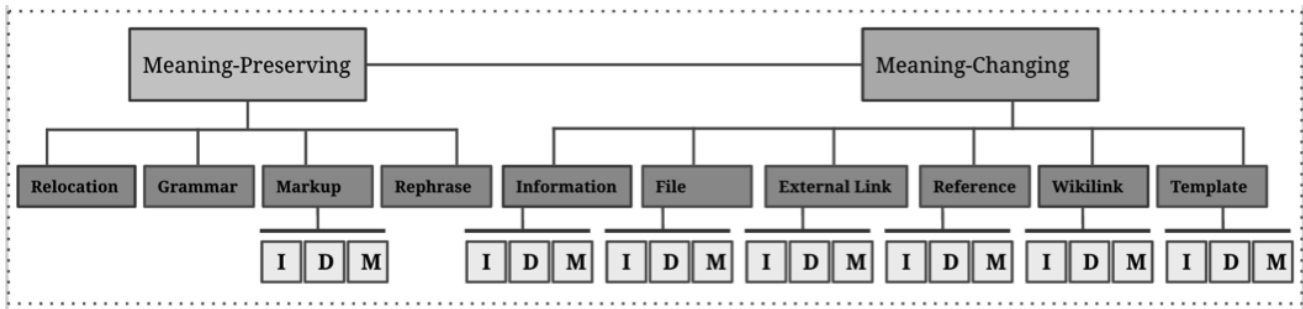 Meaning-Preserving
Meaning-Changing
Relocation Grammar Markup Rephrase Information File External Link Reference Wikilink Template
I D M I D M I D M I D M I D M I D M I D M